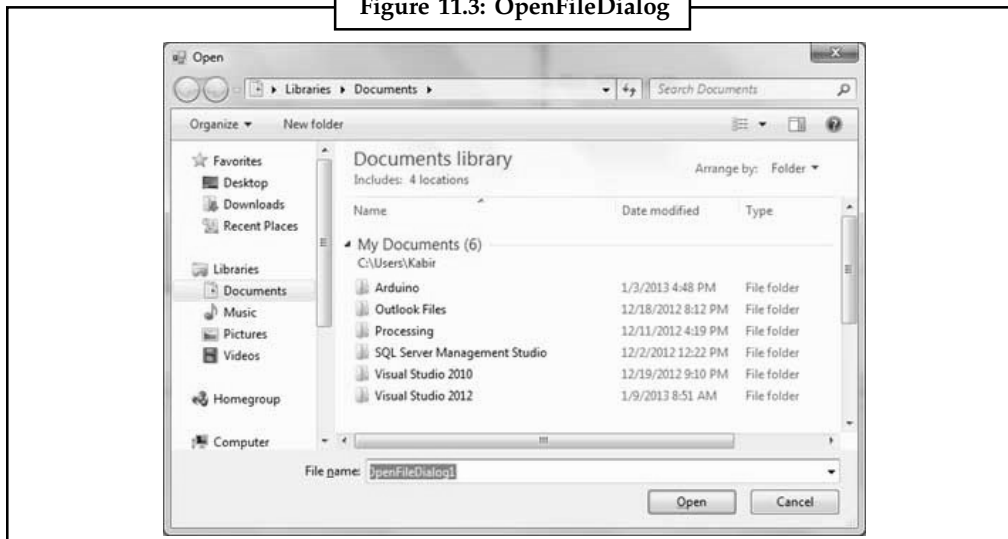 Figure 11.3: OpenFileDialog
Open
Libraries Documents
Search Documents
Organize New folder
Favorites
Desktop
Downloads
Recent Places
Libraries
Documents
Music
Pictures
Videos
Homegroup
Computer
Documents library
Includes: 4 locations
Arrange by: Folder
Name Date modified Type
My Documents (6)
C:\Users\Kabir
Arduino 1/3/2013 4:48 PM File folder
Outlook Files 12/18/2012 8:12 PM File folder
Processing 12/11/2012 4:19 PM File folder
SQL Server Management Studio 12/2/2012 12:22 PM File folder
Visual Studio 2010 12/19/2012 9:10 PM File folder
Visual Studio 2012 1/9/2013 8:51 AM File folder
File name: OpenFileDialog1
Open Cancel